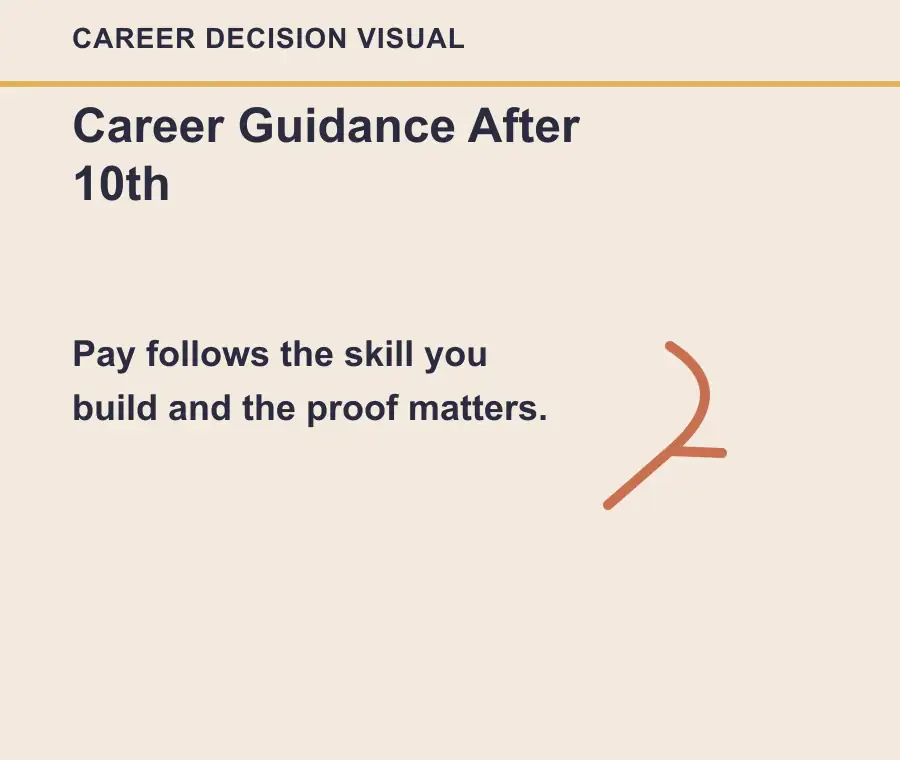 CAREER DECISION VISUAL
Career Guidance After
10th
Pay follows the skill you
build and the proof matters.